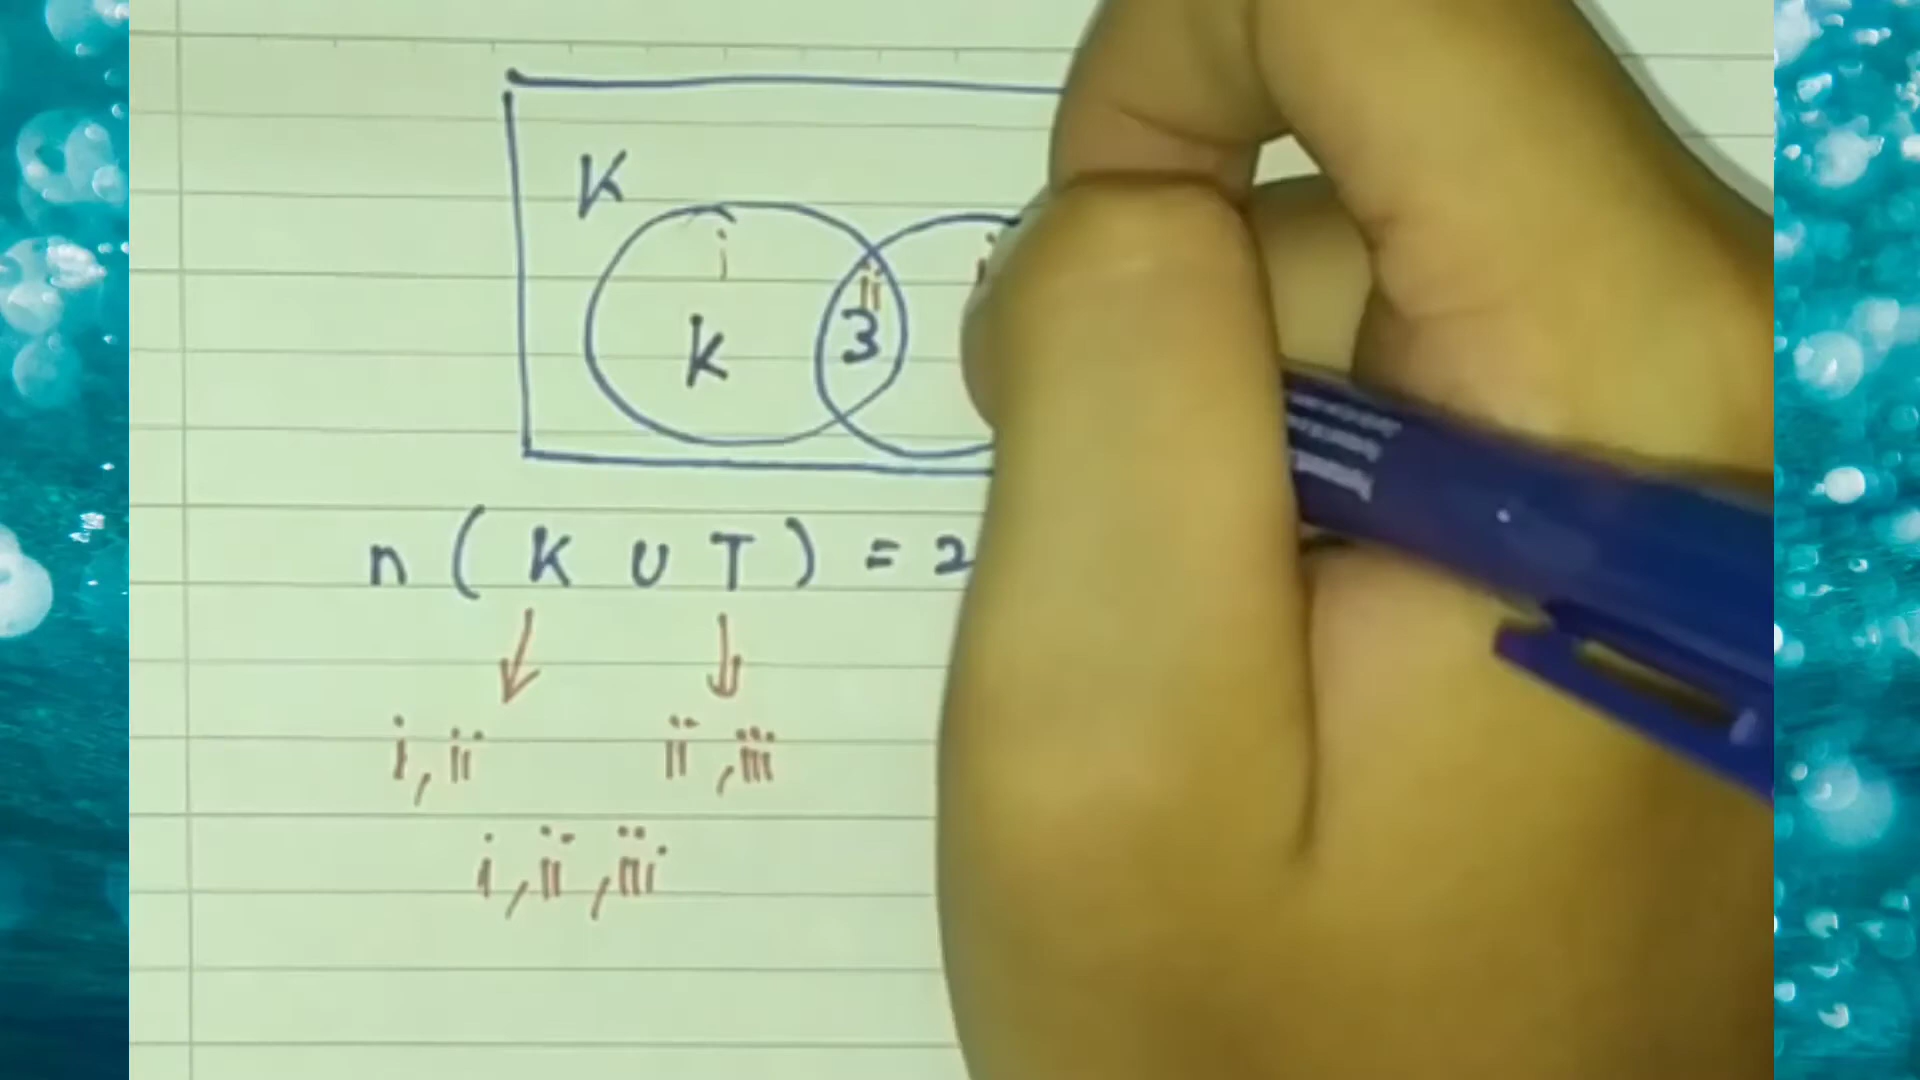 K
i
ii
k
3
n ( K U T ) = 2
i, ii
ii, iii
i, ii, iii